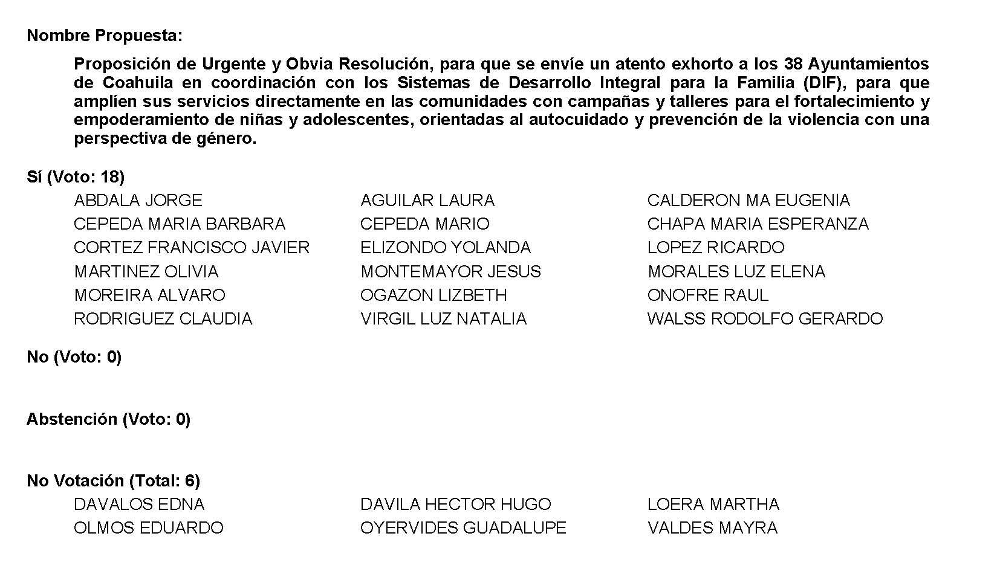 Nombre Propuesta:
Proposición de Urgente y Obvia Resolución, para que se envíe un atento exhorto a los 38 Ayuntamientos
de Coahuila en coordinación con los Sistemas de Desarrollo Integral para la Familia (DIF), para que
amplíen sus servicios directamente en las comunidades con campañas y talleres para el fortalecimiento y
empoderamiento de niñas y adolescentes, orientadas al autocuidado y prevención de la violencia con una
perspectiva de género.
Sí (Voto: 18)
ABDALA JORGE AGUILAR LAURA CALDERON MA EUGENIA
CEPEDA MARIA BARBARA CEPEDA MARIO CHAPA MARIA ESPERANZA
CORTEZ FRANCISCO JAVIER ELIZONDO YOLANDA LOPEZ RICARDO
MARTINEZ OLIVIA MONTEMAYOR JESUS MORALES LUZ ELENA
MOREIRA ALVARO OGAZON LIZBETH ONOFRE RAUL
RODRIGUEZ CLAUDIA VIRGIL LUZ NATALIA WALSS RODOLFO GERARDO
No (Voto: 0)
Abstención (Voto: 0)
No Votación (Total: 6)
DAVALOS EDNA DAVILA HECTOR HUGO LOERA MARTHA
OLMOS EDUARDO OYERVIDES GUADALUPE VALDES MAYRA